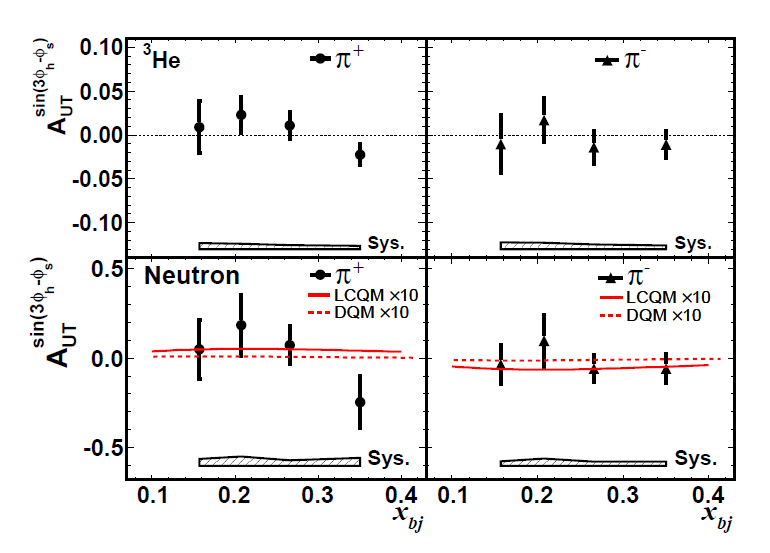 ³He
π⁺
π⁻
A_UT^sin(3ϕ_h-ϕ_s)
0.10
0.05
0.00
-0.05
-0.10
Sys.
Sys.
Neutron
π⁺
LCQM ×10
DQM ×10
π⁻
LCQM ×10
DQM ×10
A_UT^sin(3ϕ_h-ϕ_s)
0.5
0.0
-0.5
Sys.
Sys.
0.1 0.2 0.3 0.4 0.1 0.2 0.3 0.4
x_bj x_bj